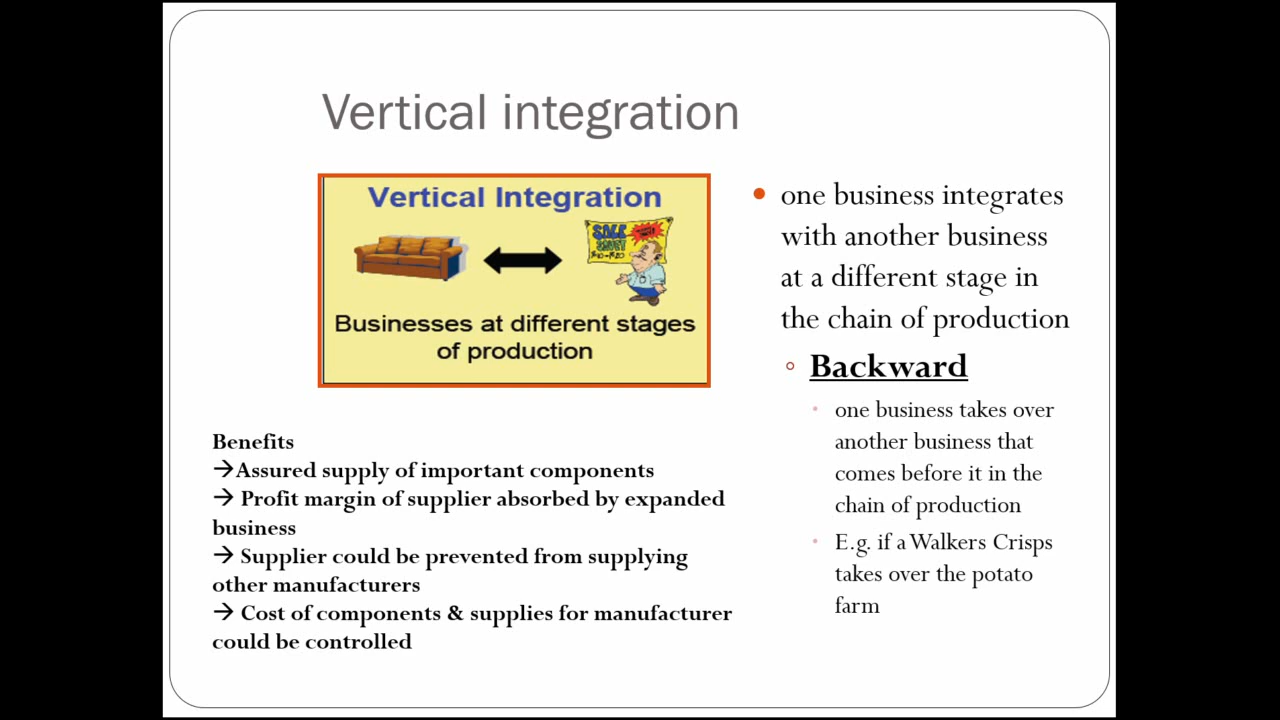 Vertical integration
Vertical Integration
SALE
Businesses at different stages
of production
Benefits
→Assured supply of important components
→ Profit margin of supplier absorbed by expanded
business
→ Supplier could be prevented from supplying
other manufacturers
→ Cost of components & supplies for manufacturer
could be controlled
• one business integrates
with another business
at a different stage in
the chain of production
◦ Backward
• one business takes over
another business that
comes before it in the
chain of production
• E.g. if a Walkers Crisps
takes over the potato
farm